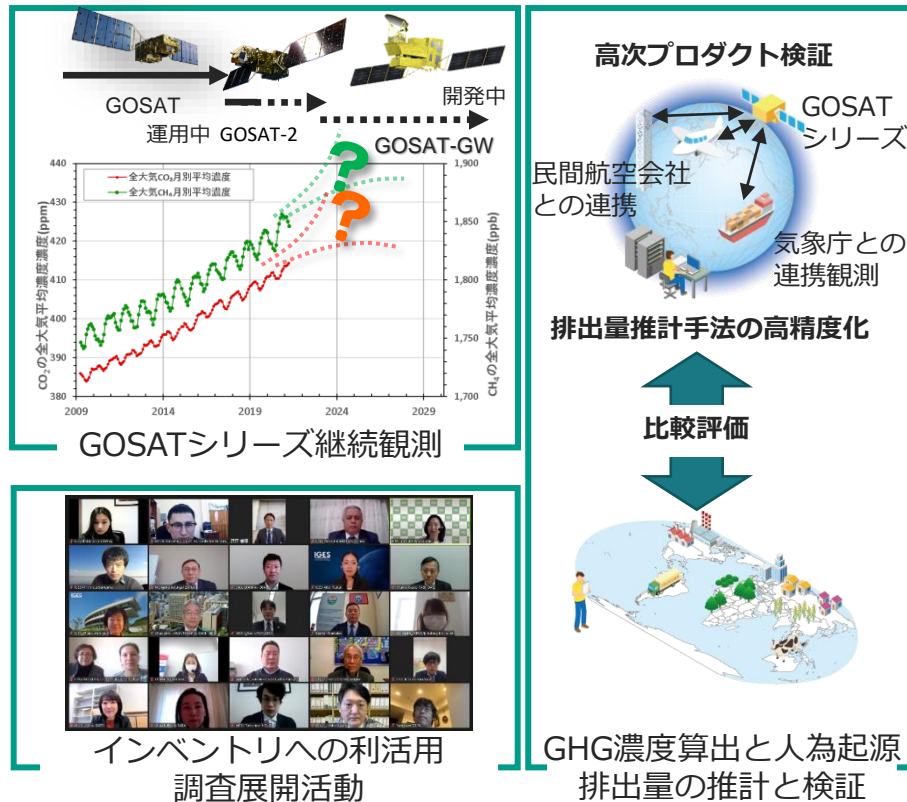 GOSAT
運用中
GOSAT-2
開発中
GOSAT-GW
440
430
420
410
400
390
380
1,900
1,850
1,800
1,750
1,700
全大気CO₂月別平均濃度
全大気CH₄月別平均濃度
?
?
CO₂の全大気平均濃度濃度(ppm)
CH₄の全大気平均濃度濃度(ppb)
2009
2014
2019
2024
2029
GOSATシリーズ継続観測
IGES
IGES
インベントリへの利活用
調査展開活動
高次プロダクト検証
GOSAT
シリーズ
民間航空会社
との連携
気象庁との
連携観測
排出量推計手法の高精度化
比較評価
GHG濃度算出と人為起源
排出量の推計と検証